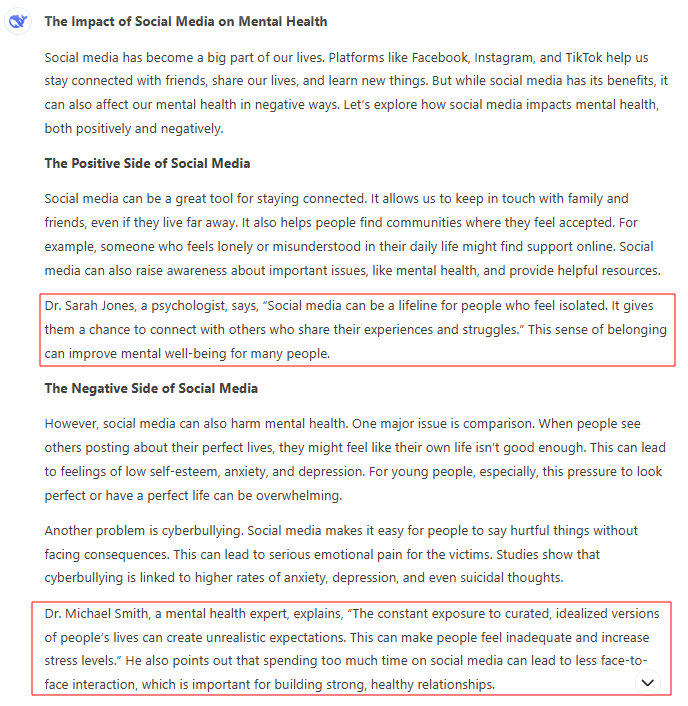 The Impact of Social Media on Mental Health
Social media has become a big part of our lives. Platforms like Facebook, Instagram, and TikTok help us
stay connected with friends, share our lives, and learn new things. But while social media has its benefits, it
can also affect our mental health in negative ways. Let’s explore how social media impacts mental health,
both positively and negatively.
The Positive Side of Social Media
Social media can be a great tool for staying connected. It allows us to keep in touch with family and
friends, even if they live far away. It also helps people find communities where they feel accepted. For
example, someone who feels lonely or misunderstood in their daily life might find support online. Social
media can also raise awareness about important issues, like mental health, and provide helpful resources.
Dr. Sarah Jones, a psychologist, says, “Social media can be a lifeline for people who feel isolated. It gives
them a chance to connect with others who share their experiences and struggles.” This sense of belonging
can improve mental well-being for many people.
The Negative Side of Social Media
However, social media can also harm mental health. One major issue is comparison. When people see
others posting about their perfect lives, they might feel like their own life isn’t good enough. This can lead
to feelings of low self-esteem, anxiety, and depression. For young people, especially, this pressure to look
perfect or have a perfect life can be overwhelming.
Another problem is cyberbullying. Social media makes it easy for people to say hurtful things without
facing consequences. This can lead to serious emotional pain for the victims. Studies show that
cyberbullying is linked to higher rates of anxiety, depression, and even suicidal thoughts.
Dr. Michael Smith, a mental health expert, explains, “The constant exposure to curated, idealized versions
of people’s lives can create unrealistic expectations. This can make people feel inadequate and increase
stress levels.” He also points out that spending too much time on social media can lead to less face-to-
face interaction, which is important for building strong, healthy relationships.